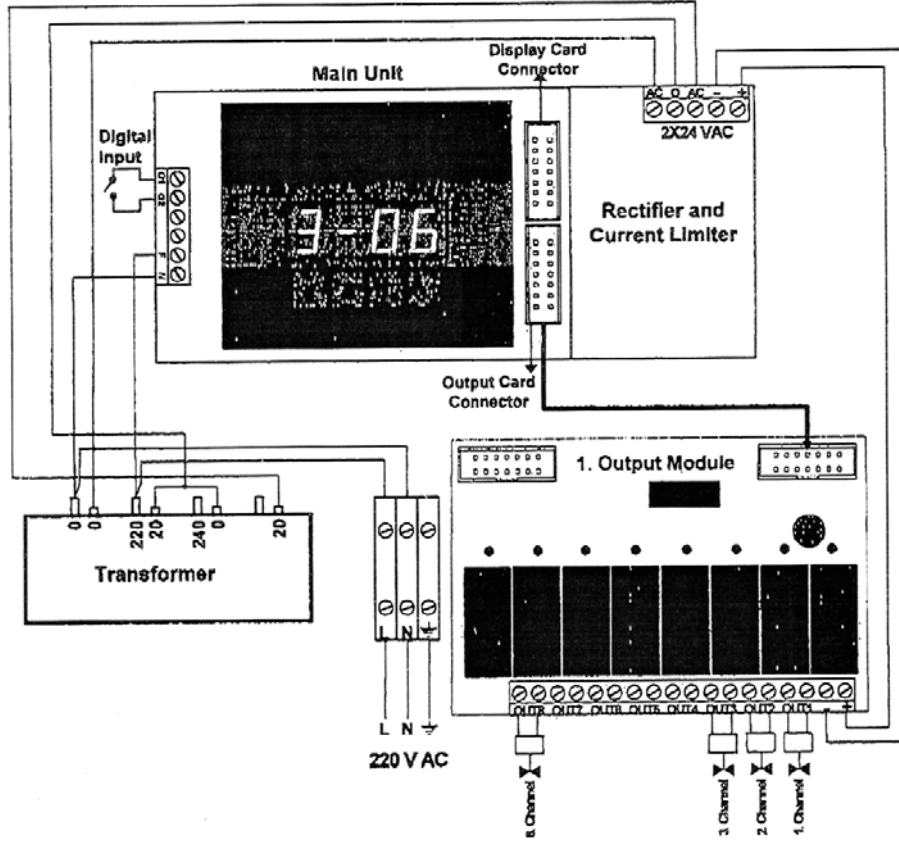 Display Card
Connector
Main Unit
AC 0 AC - +
2X24 VAC
Digital
Input
G1
G2
3-06
Rectifier and
Current Limiter
F
N
Output Card
Connector
1. Output Module
0 0 220 20 240 0 20
Transformer
L N
OUT8 OUT7 OUT6 OUT5 OUT4 OUT3 OUT2 OUT1 - +
L N
220 V AC
8. Channel
3. Channel
2. Channel
1. Channel